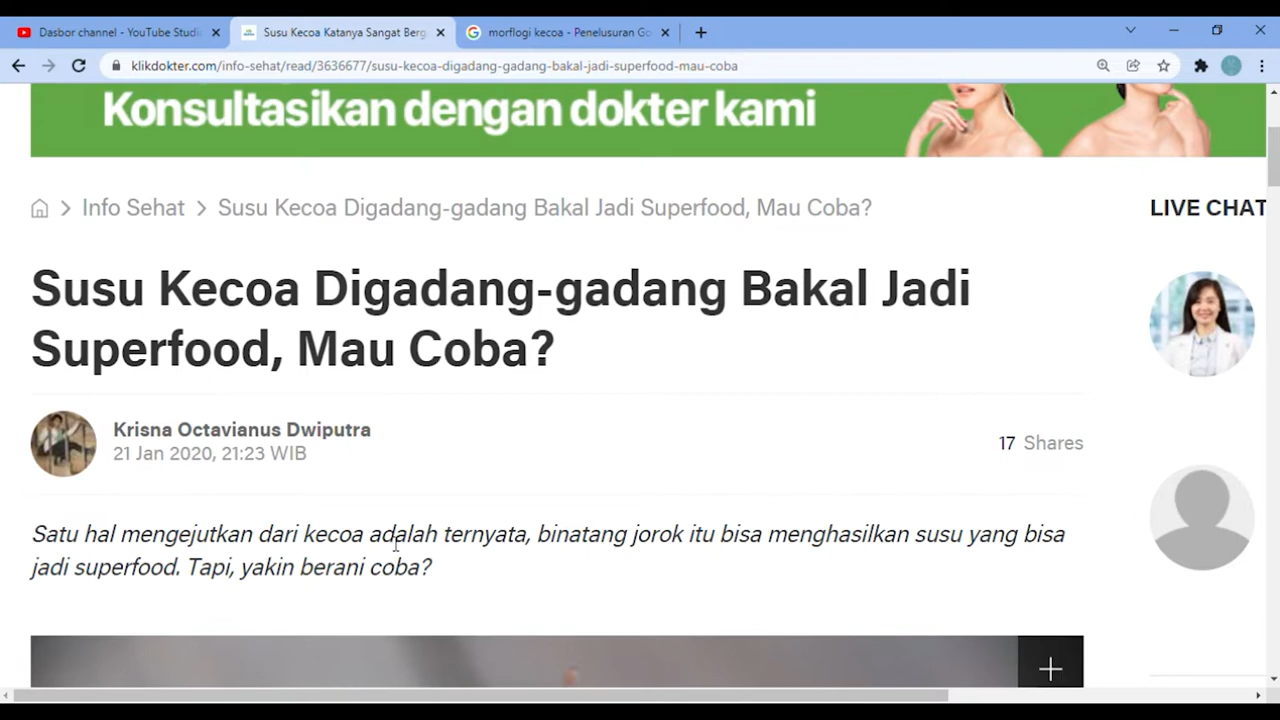 Dasbor channel - YouTube Studi
Susu Kecoa Katanya Sangat Berg
morflogi kecoa - Penelusuran Go
klikdokter.com/info-sehat/read/3636677/susu-kecoa-digadang-gadang-bakal-jadi-superfood-mau-coba
Konsultasikan dengan dokter kami
Info Sehat > Susu Kecoa Digadang-gadang Bakal Jadi Superfood, Mau Coba?
LIVE CHAT
Susu Kecoa Digadang-gadang Bakal Jadi
Superfood, Mau Coba?
Krisna Octavianus Dwiputra
21 Jan 2020, 21:23 WIB
17 Shares
Satu hal mengejutkan dari kecoa adalah ternyata, binatang jorok itu bisa menghasilkan susu yang bisa
jadi superfood. Tapi, yakin berani coba?